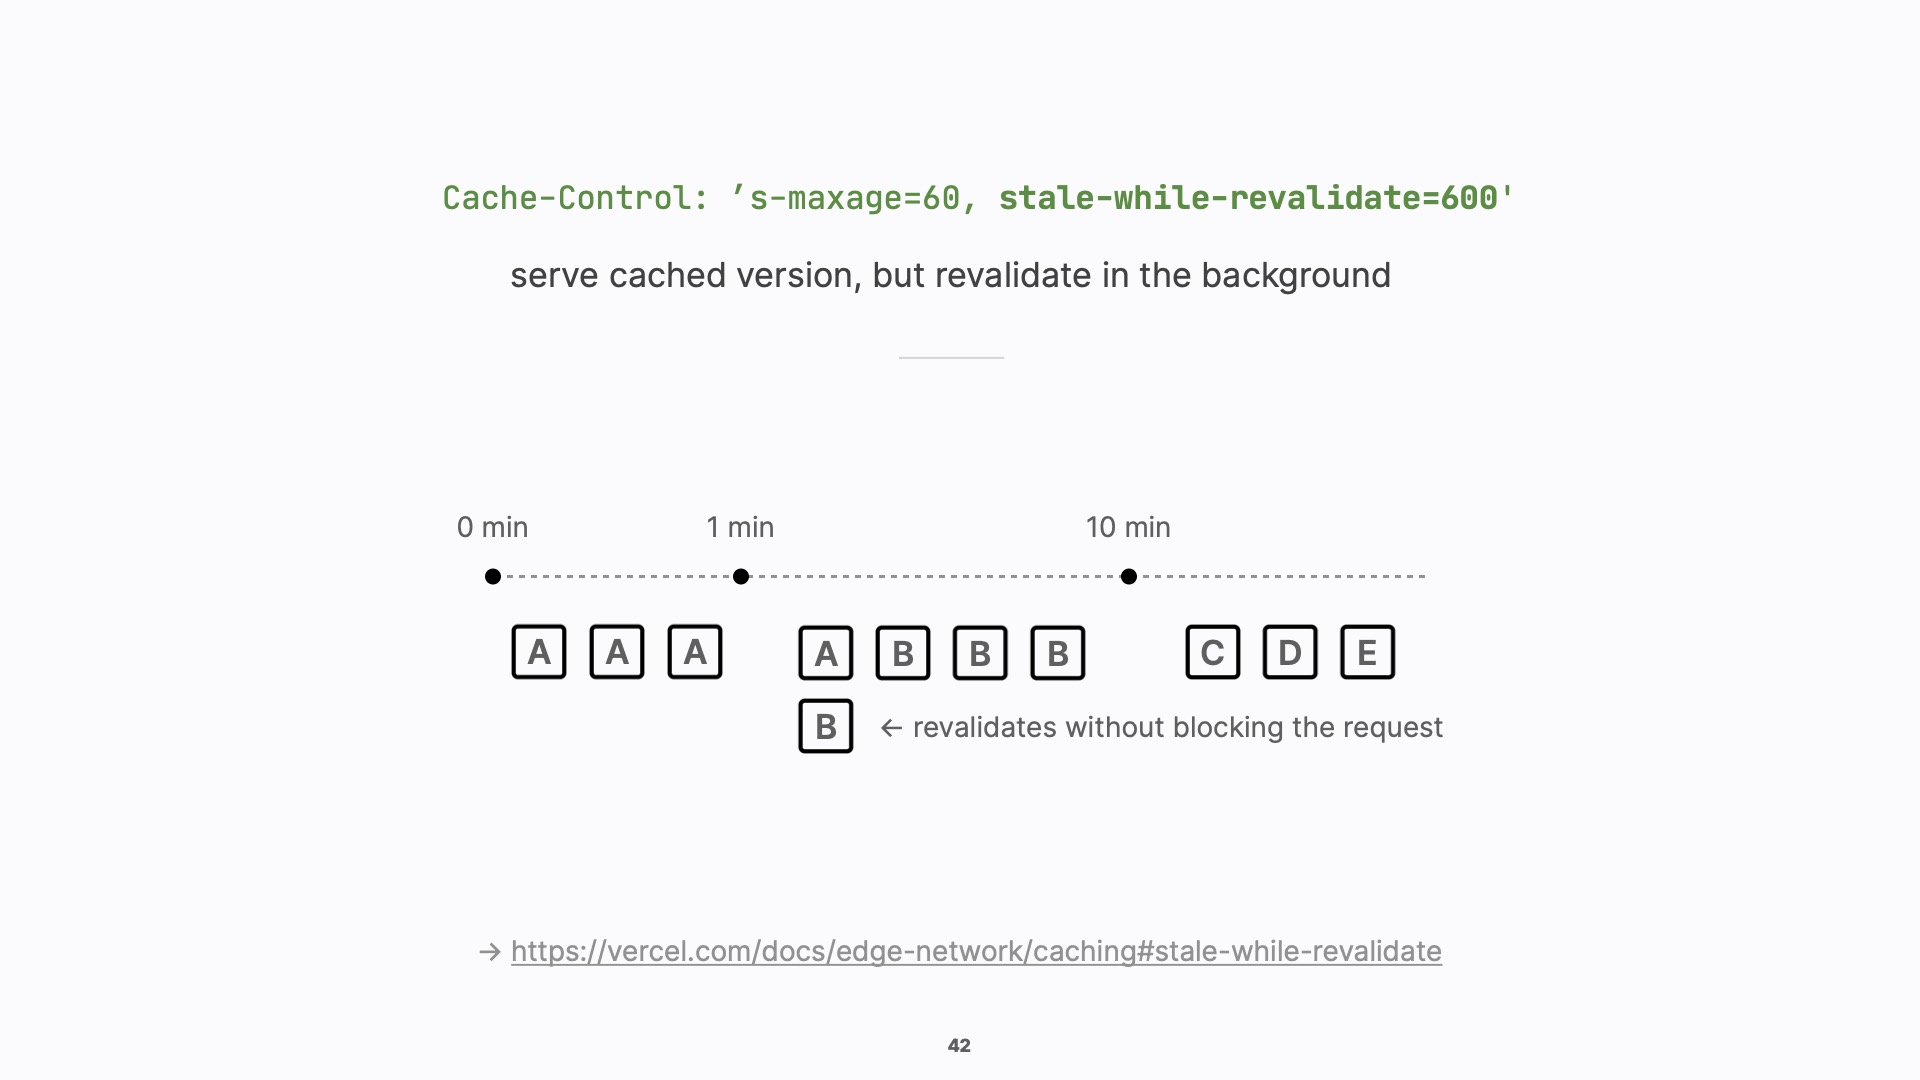 Cache-Control: ’s-maxage=60, stale-while-revalidate=600'
serve cached version, but revalidate in the background
0 min 1 min 10 min
A A A A B B B C D E
B ← revalidates without blocking the request
→ https://vercel.com/docs/edge-network/caching#stale-while-revalidate
42